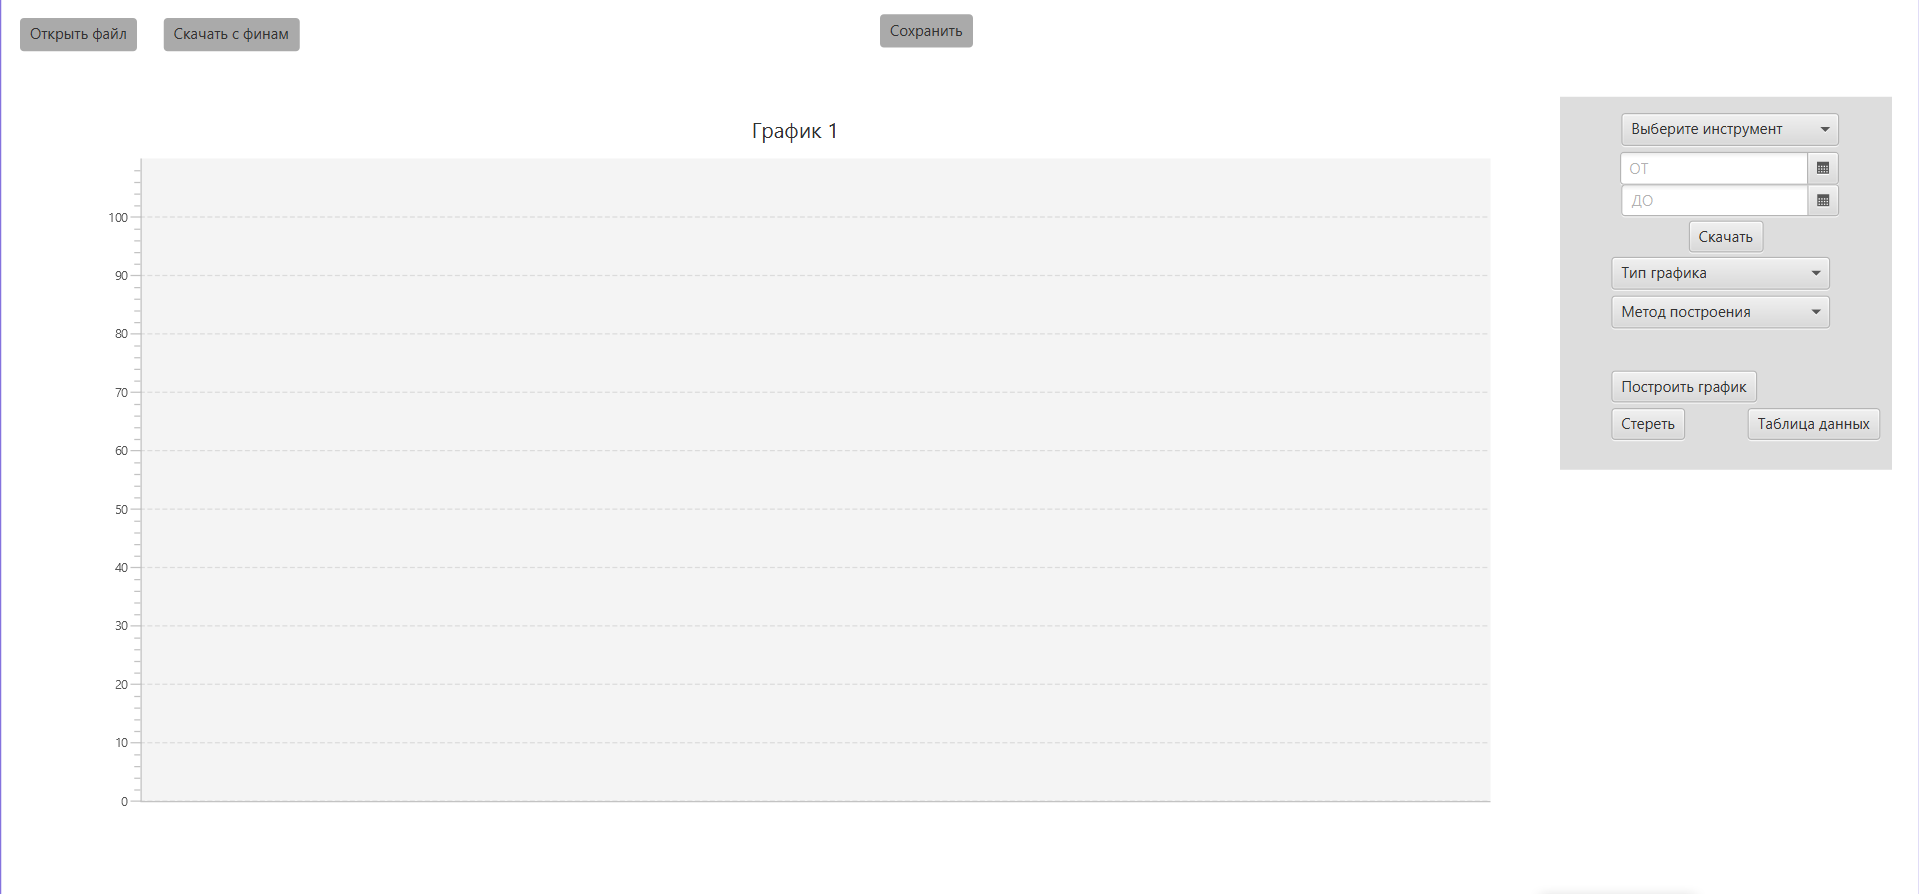 Открыть файл
Скачать с финам
Сохранить
График 1
100
90
80
70
60
50
40
30
20
10
0
Выберите инструмент
ОТ
ДО
Скачать
Тип графика
Метод построения
Построить график
Стереть
Таблица данных